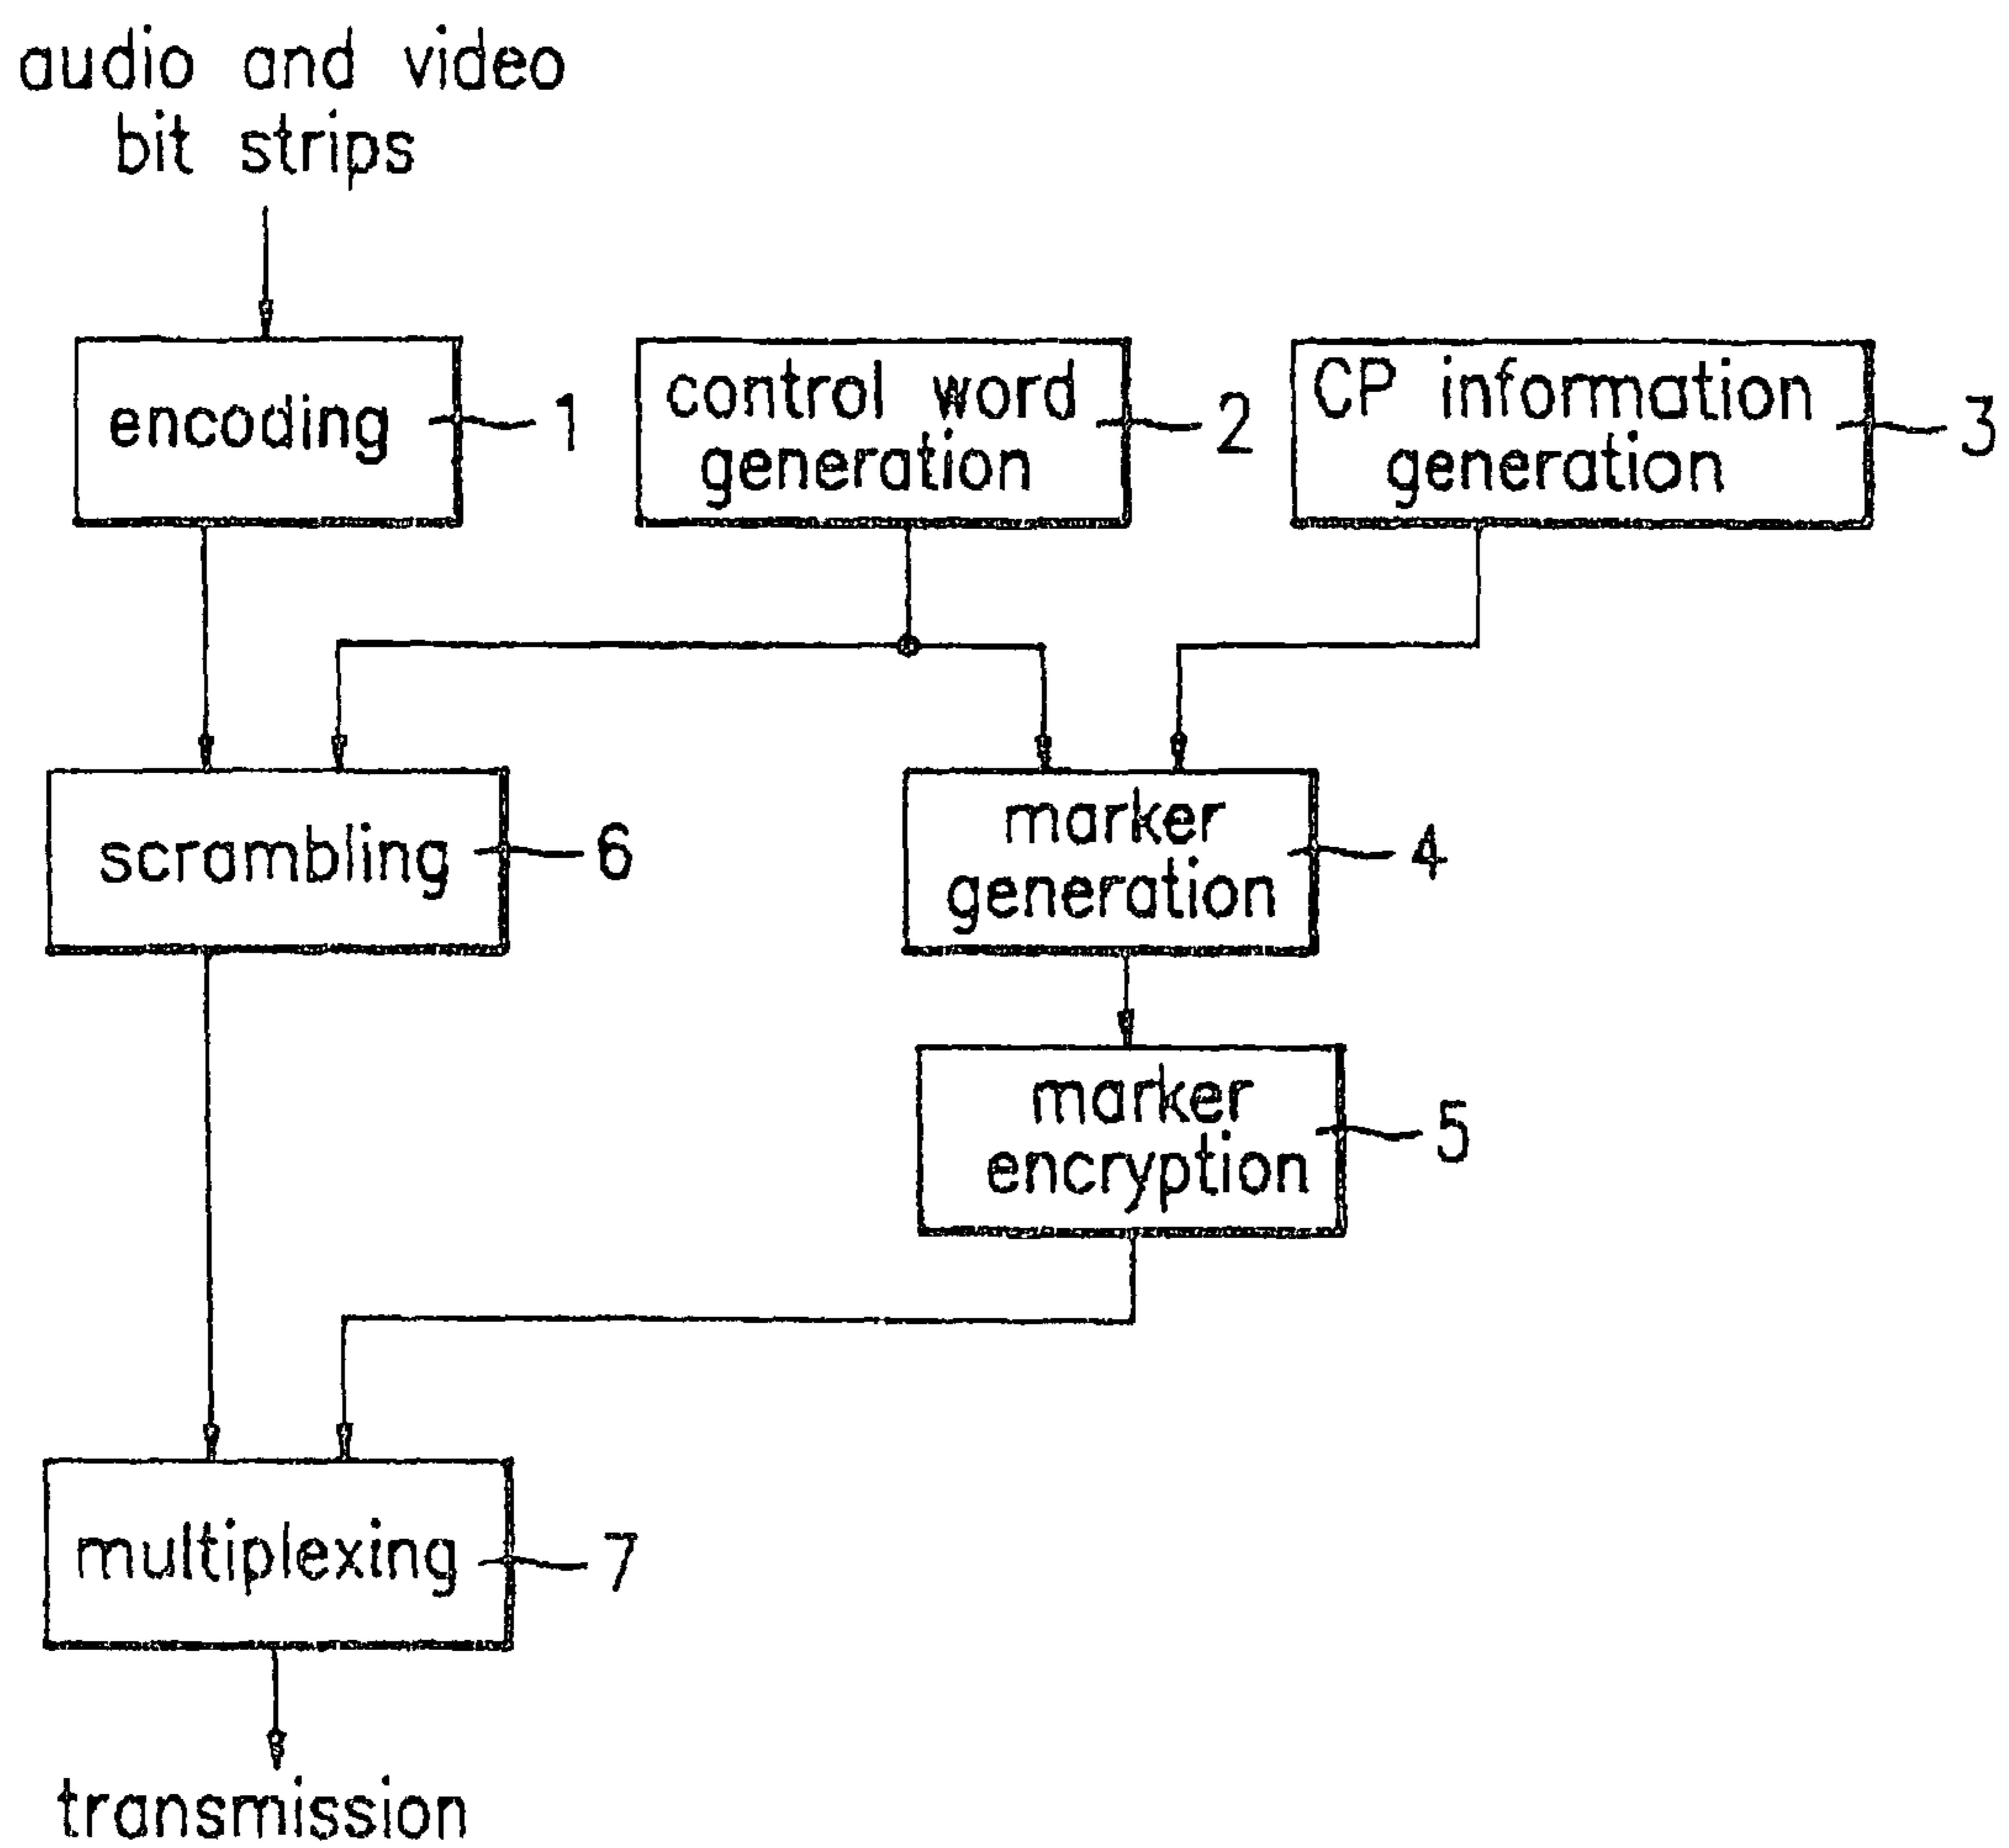 audio and video
bit strips
encoding
1
control word
generation
2
CP information
generation
3
scrambling
6
marker
generation
4
marker
encryption
5
multiplexing
7
transmission